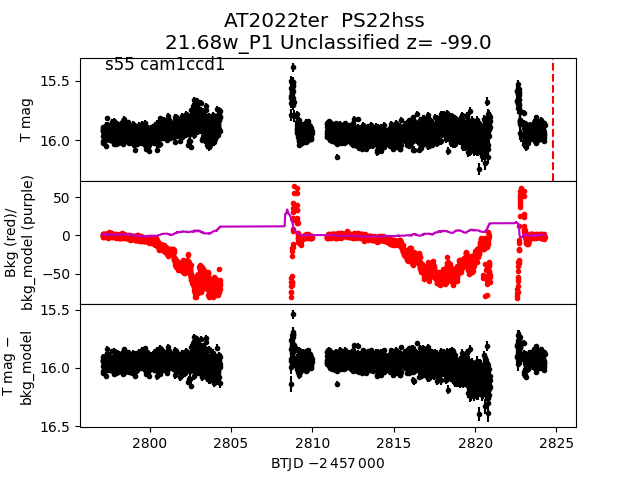 AT2022ter  PS22hss
21.68w_P1 Unclassified z= -99.0
s55 cam1ccd1
15.5
16.0
T mag
50
0
−50
Bkg (red)/
bkg_model (purple)
15.5
16.0
16.5
T mag −
bkg_model
2800
2805
2810
2815
2820
2825
BTJD −2 457 000